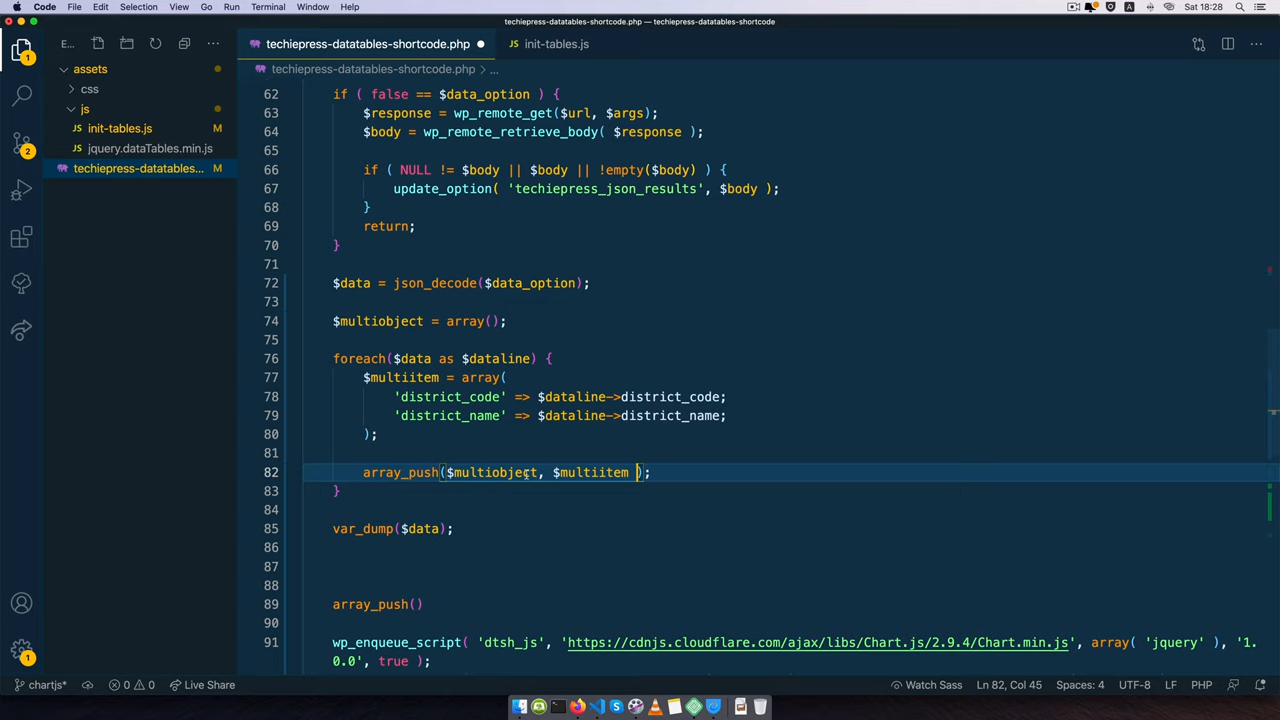 Code File Edit Selection View Go Run Terminal Window Help Sat 18:28
techiepress-datatables-shortcode.php — techiepress-datatables-shortcode
E... techiepress-datatables-shortcode.php init-tables.js
assets techiepress-datatables-shortcode.php > ...
css
js
init-tables.js M
jquery.dataTables.min.js
techiepress-datatables... M
62 if ( false == $data_option ) {
63 $response = wp_remote_get($url, $args);
64 $body = wp_remote_retrieve_body( $response );
65
66 if ( NULL != $body || $body || !empty($body) ) {
67 update_option( 'techiepress_json_results', $body );
68 }
69 return;
70 }
71
72 $data = json_decode($data_option);
73
74 $multiobject = array();
75
76 foreach($data as $dataline) {
77 $multiitem = array(
78 'district_code' => $dataline->district_code;
79 'district_name' => $dataline->district_name;
80 );
81
82 array_push($multiobject, $multiitem );
83 }
84
85 var_dump($data);
86
87
88
89 array_push()
90
91 wp_enqueue_script( 'dtsh_js', 'https://cdnjs.cloudflare.com/ajax/libs/Chart.js/2.9.4/Chart.min.js', array( 'jquery' ), '1.
0.0', true );
1
2
1
chartjs* 0 0 Live Share Watch Sass Ln 82, Col 45 Spaces: 4 UTF-8 LF PHP